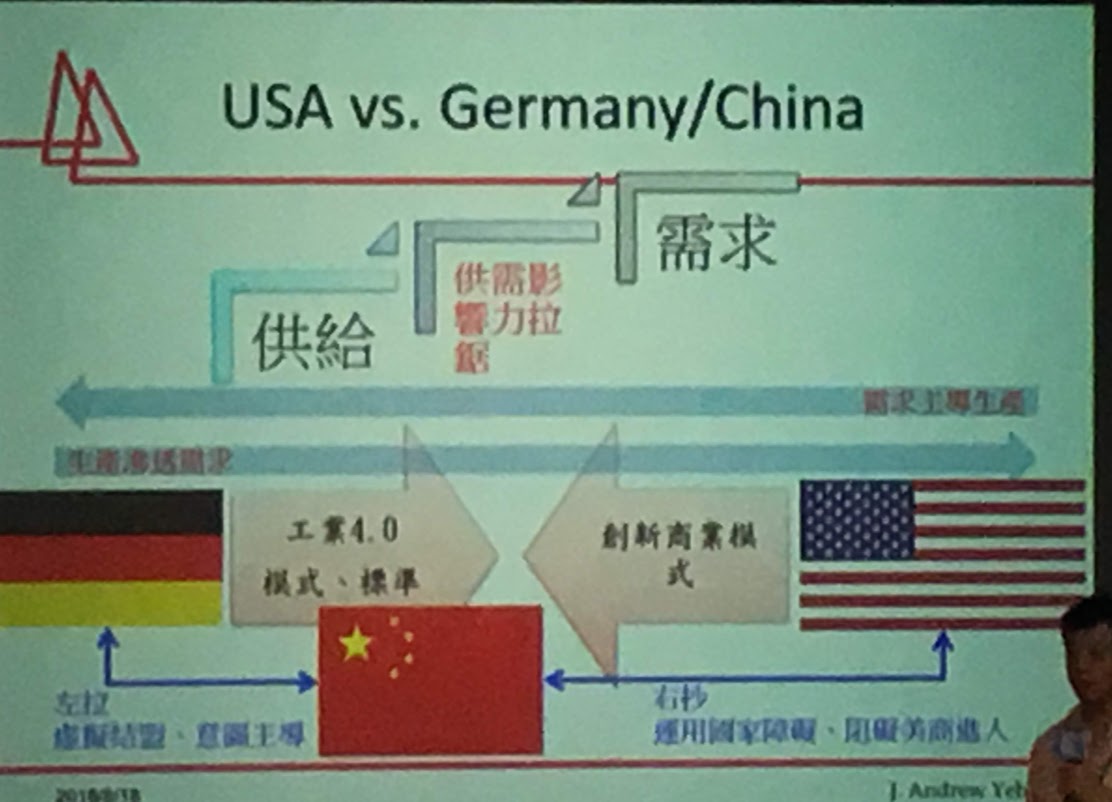 USA vs. Germany/China
需求
供需影
響力拉
鋸
供給
需求主導生產
生產滲透需求
工業4.0
模式、標準
創新商業模
式
左拉
虛擬結盟、意圖主導
右抄
運用國家障礙、阻礙美商進入
J. Andrew Yeh